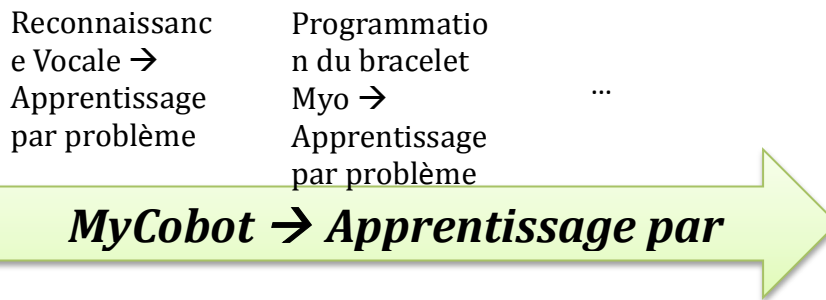 Reconnaissanc
e Vocale →
Apprentissage
par problème
Programmatio
n du bracelet
Myo →
Apprentissage
par problème
...
MyCobot → Apprentissage par